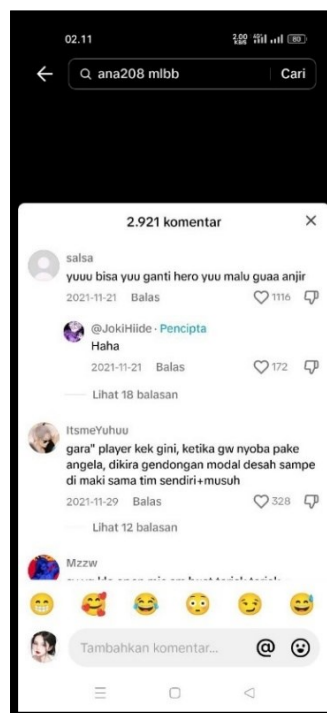 02.11
2.00 KB/S 80
ana208 mlbb Cari
2.921 komentar
salsa
yuuu bisa yuu ganti hero yuu malu guaa anjir
2021-11-21 Balas 1116
@JokiHiide · Pencipta
Haha
2021-11-21 Balas 172
Lihat 18 balasan
ItsmeYuhuu
gara" player kek gini, ketika gw nyoba pake
angela, dikira gendongan modal desah sampe
di maki sama tim sendiri+musuh
2021-11-29 Balas 328
Lihat 12 balasan
Mzzw
Tambahkan komentar... @